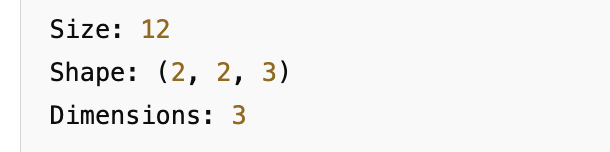 Size: 12
Shape: (2, 2, 3)
Dimensions: 3